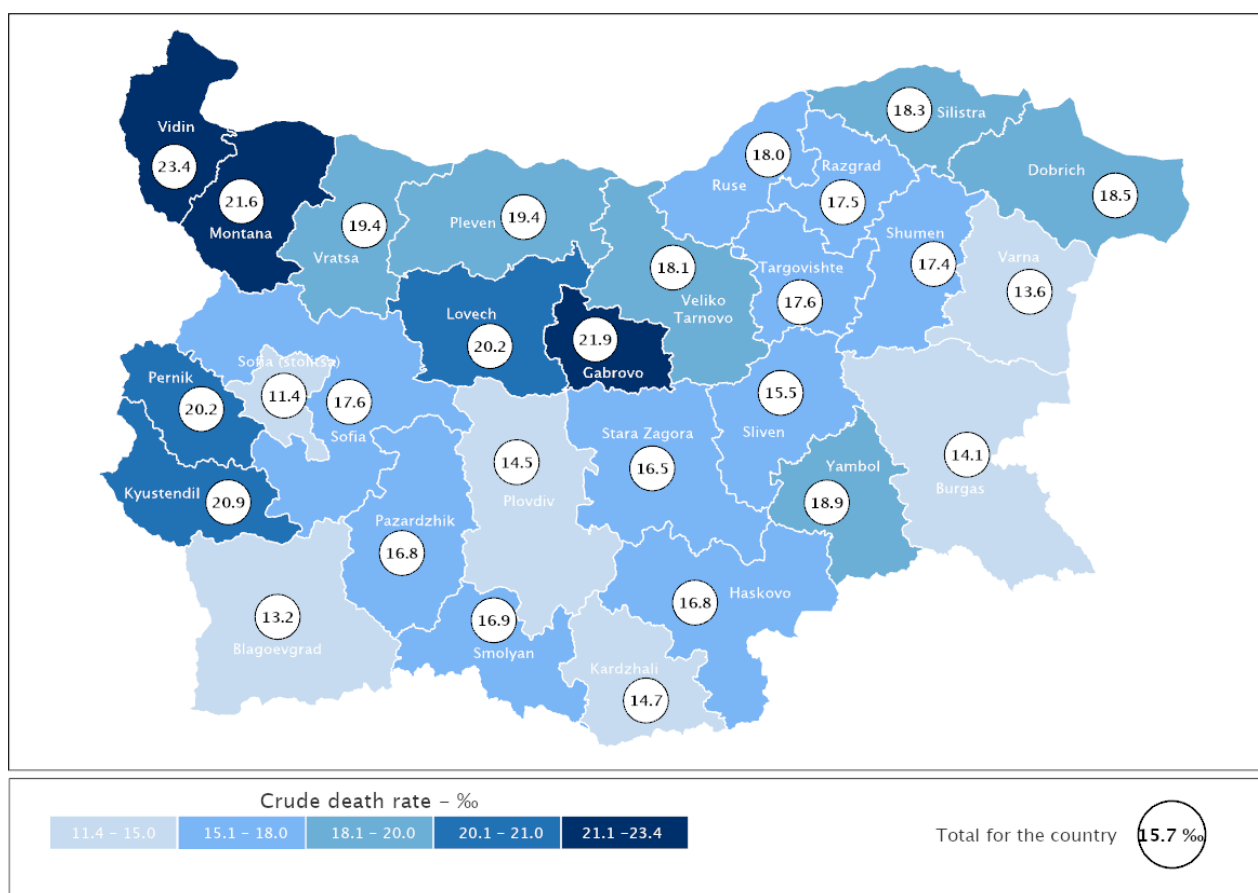 Vidin
23.4
21.6
Montana
19.4
Vratsa
Pleven
19.4
18.1
Veliko
Tarnovo
Lovech
20.2
21.9
Gabrovo
18.0
Ruse
Razgrad
17.5
18.3
Silistra
Dobrich
18.5
Shumen
17.4
Targovishte
17.6
Varna
13.6
Sofia (stolitsa)
11.4
17.6
Sofia
Pernik
20.2
Kyustendil
20.9
14.5
Plovdiv
Stara Zagora
16.5
15.5
Sliven
Yambol
18.9
14.1
Burgas
Pazardzhik
16.8
13.2
Blagoevgrad
16.9
Smolyan
16.8
Haskovo
Kardzhali
14.7
Crude death rate – ‰
11.4 – 15.0
15.1 – 18.0
18.1 – 20.0
20.1 – 21.0
21.1 –23.4
Total for the country
15.7 ‰